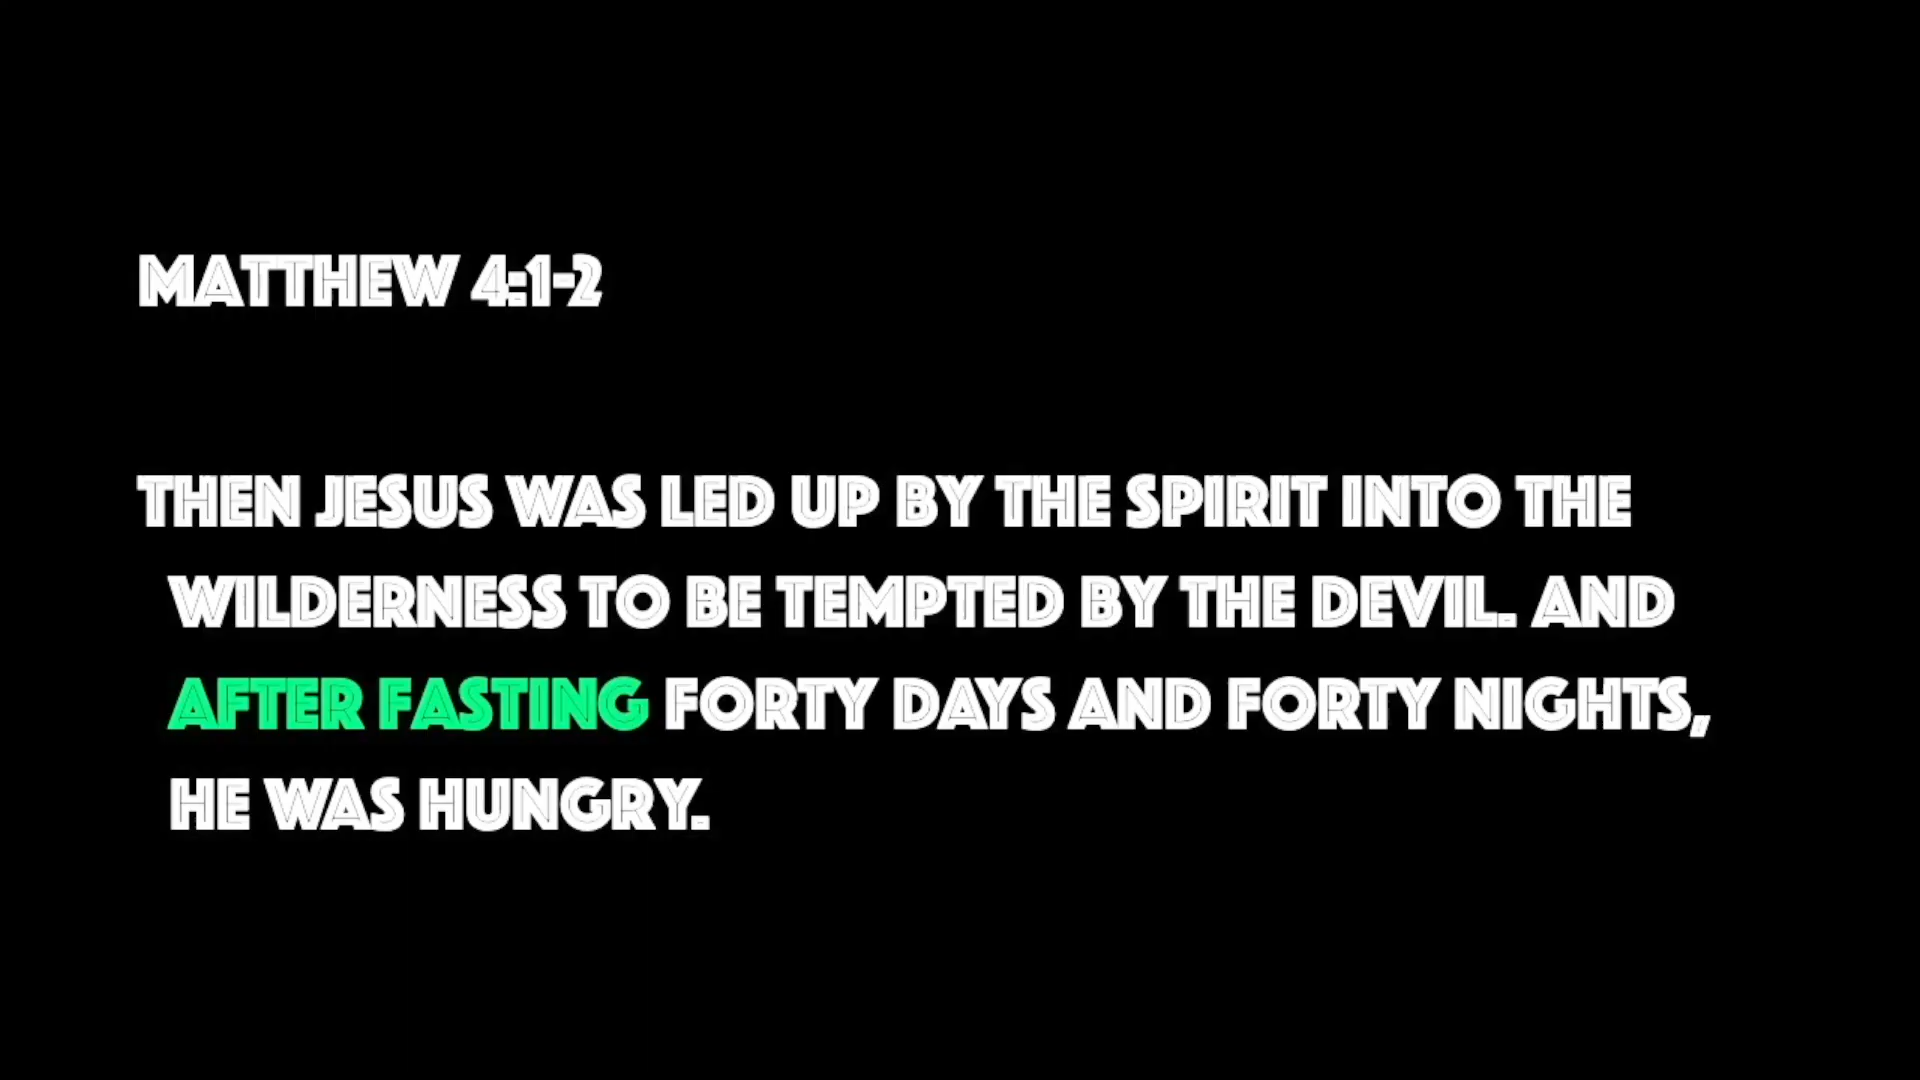 MATTHEW 4:1-2
THEN JESUS WAS LED UP BY THE SPIRIT INTO THE
WILDERNESS TO BE TEMPTED BY THE DEVIL. AND
AFTER FASTING FORTY DAYS AND FORTY NIGHTS,
HE WAS HUNGRY.